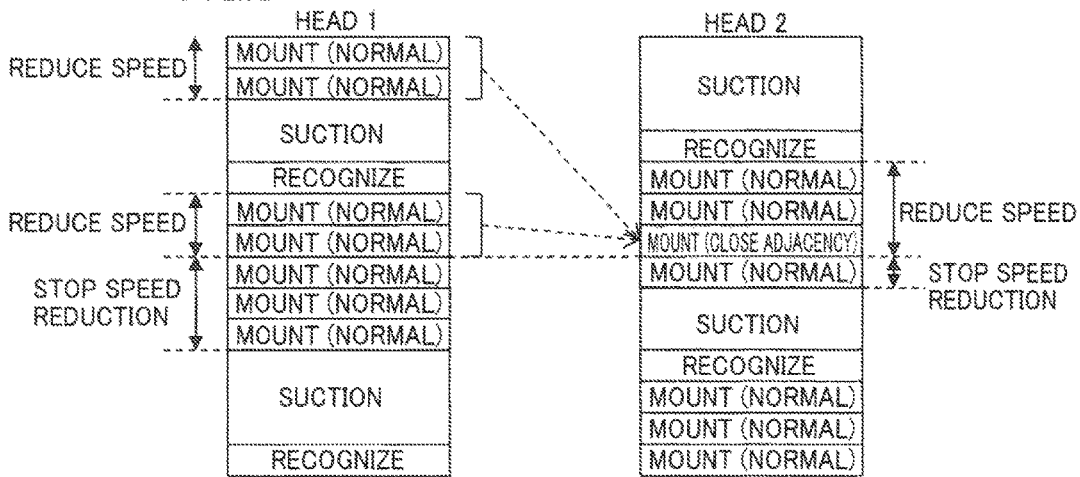 HEAD 1
MOUNT (NORMAL)
MOUNT (NORMAL)
SUCTION
RECOGNIZE
MOUNT (NORMAL)
MOUNT (NORMAL)
MOUNT (NORMAL)
MOUNT (NORMAL)
MOUNT (NORMAL)
SUCTION
RECOGNIZE
REDUCE SPEED
REDUCE SPEED
STOP SPEED
REDUCTION
HEAD 2
SUCTION
RECOGNIZE
MOUNT (NORMAL)
MOUNT (NORMAL)
MOUNT (CLOSE ADJACENCY)
MOUNT (NORMAL)
SUCTION
RECOGNIZE
MOUNT (NORMAL)
MOUNT (NORMAL)
MOUNT (NORMAL)
REDUCE SPEED
STOP SPEED
REDUCTION